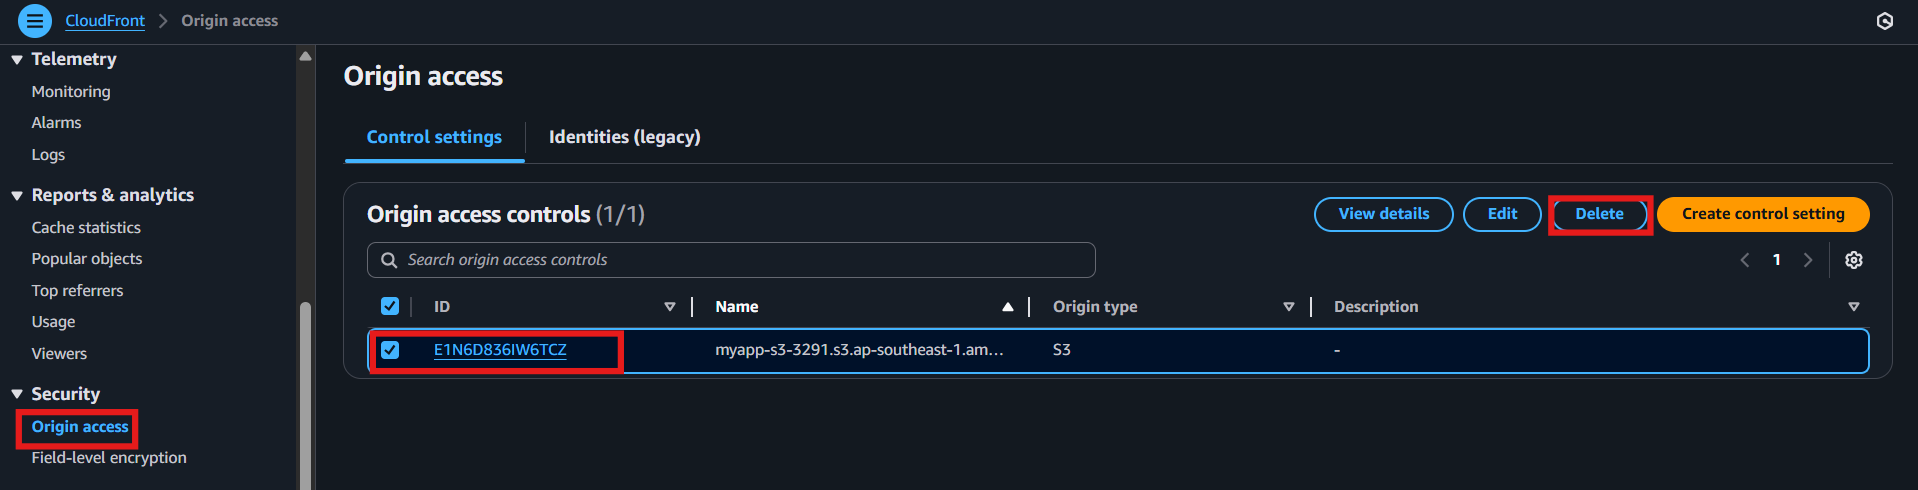 CloudFront > Origin access
Telemetry
Monitoring
Alarms
Logs
Reports & analytics
Cache statistics
Popular objects
Top referrers
Usage
Viewers
Security
Origin access
Field-level encryption
Origin access
Control settings Identities (legacy)
Origin access controls (1/1) View details Edit Delete Create control setting
Search origin access controls 1
ID Name Origin type Description
E1N6D836IW6TCZ myapp-s3-3291.s3.ap-southeast-1.am... S3 -